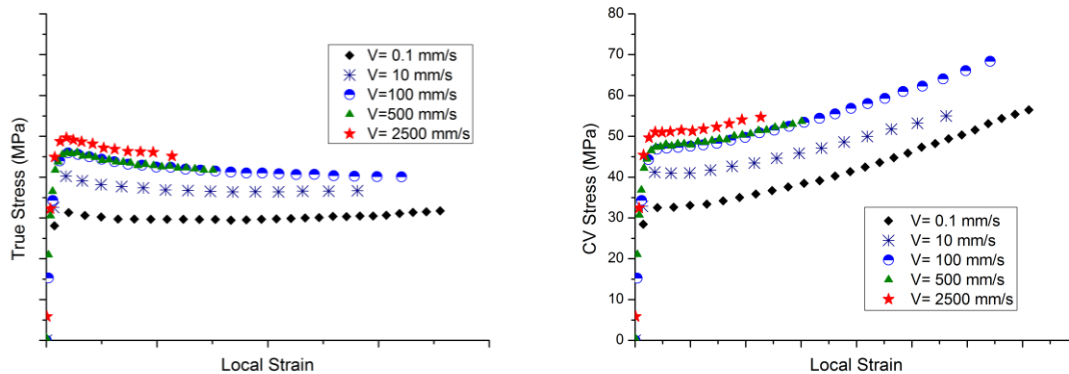 True Stress (MPa)
V= 0.1 mm/s
V= 10 mm/s
V=100 mm/s
V=500 mm/s
V= 2500 mm/s
Local Strain
CV Stress (MPa)
80
70
60
50
40
30
20
10
0
V= 0.1 mm/s
V= 10 mm/s
V= 100 mm/s
V= 500 mm/s
V= 2500 mm/s
Local Strain